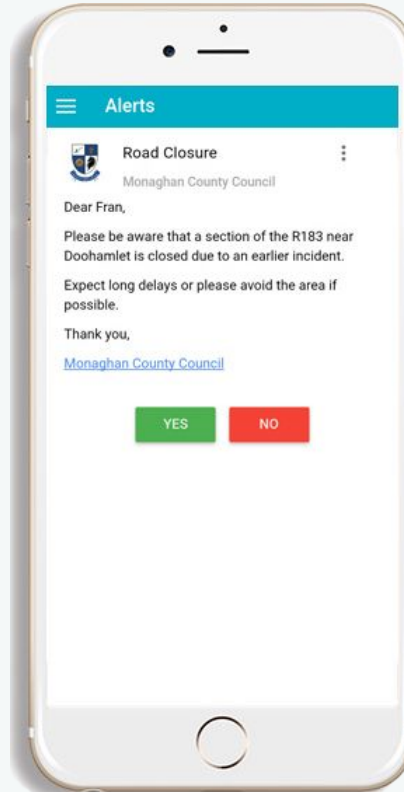 Alerts
Road Closure
Monaghan County Council
Dear Fran,
Please be aware that a section of the R183 near
Doohamlet is closed due to an earlier incident.
Expect long delays or please avoid the area if
possible.
Thank you,
Monaghan County Council
YES NO